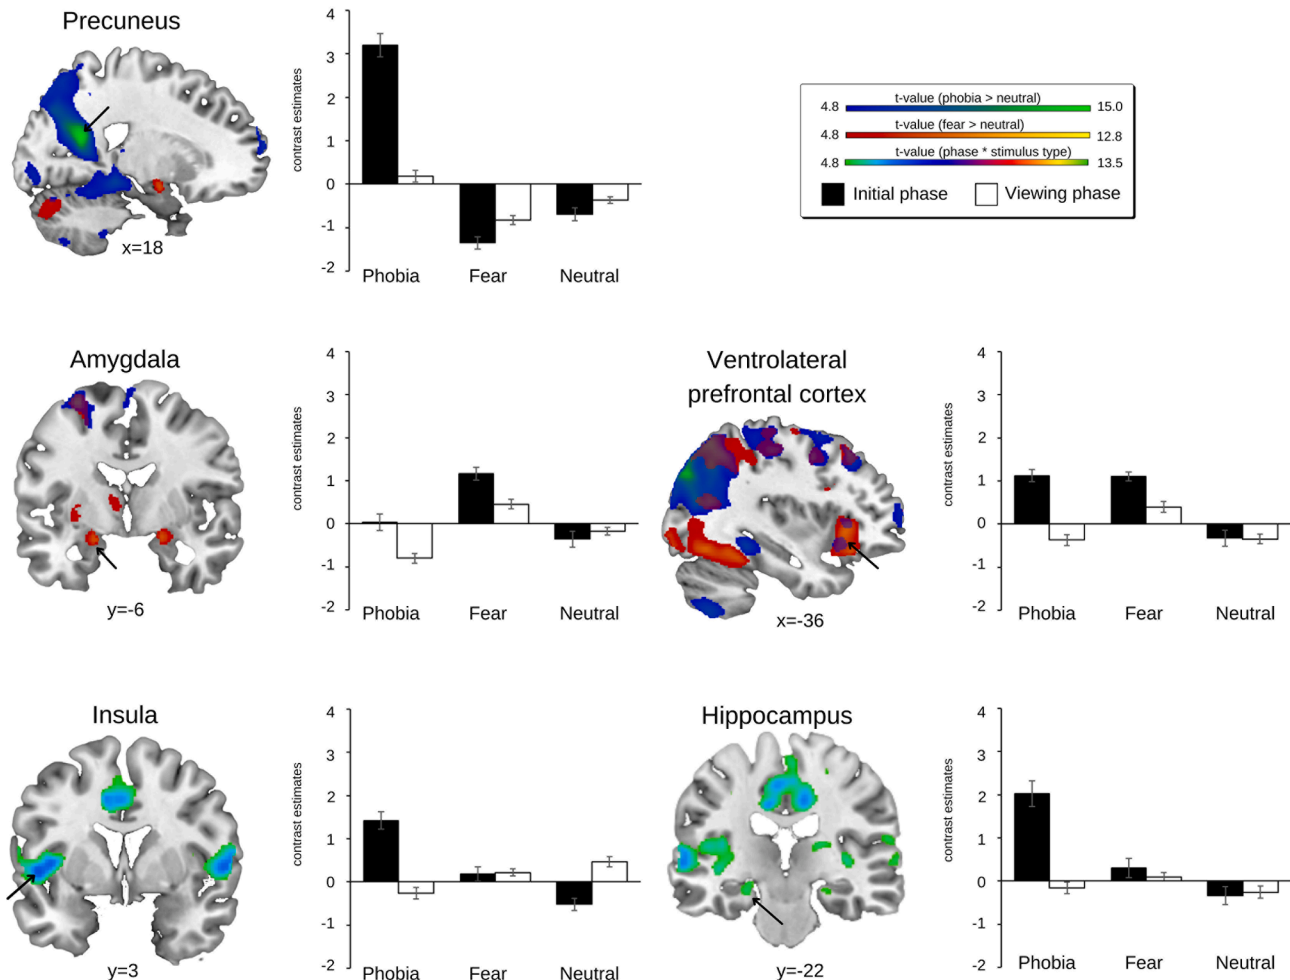 Precuneus
x=18
contrast estimates
4
3
2
1
0
-1
-2
Phobia Fear Neutral
t-value (phobia > neutral)
4.8 15.0
t-value (fear > neutral)
4.8 12.8
t-value (phase * stimulus type)
4.8 13.5
Initial phase Viewing phase
Amygdala
y=-6
contrast estimates
4
3
2
1
0
-1
-2
Phobia Fear Neutral
Ventrolateral
prefrontal cortex
x=-36
contrast estimates
4
3
2
1
0
-1
-2
Phobia Fear Neutral
Insula
y=3
contrast estimates
4
3
2
1
0
-1
-2
Phobia Fear Neutral
Hippocampus
y=-22
contrast estimates
4
3
2
1
0
-1
-2
Phobia Fear Neutral